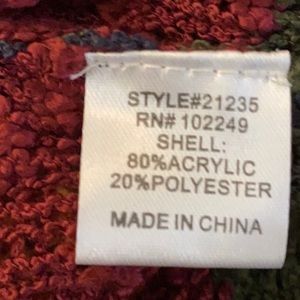 STYLE#21235
RN# 102249
SHELL:
80%ACRYLIC
20%POLYESTER
MADE IN CHINA